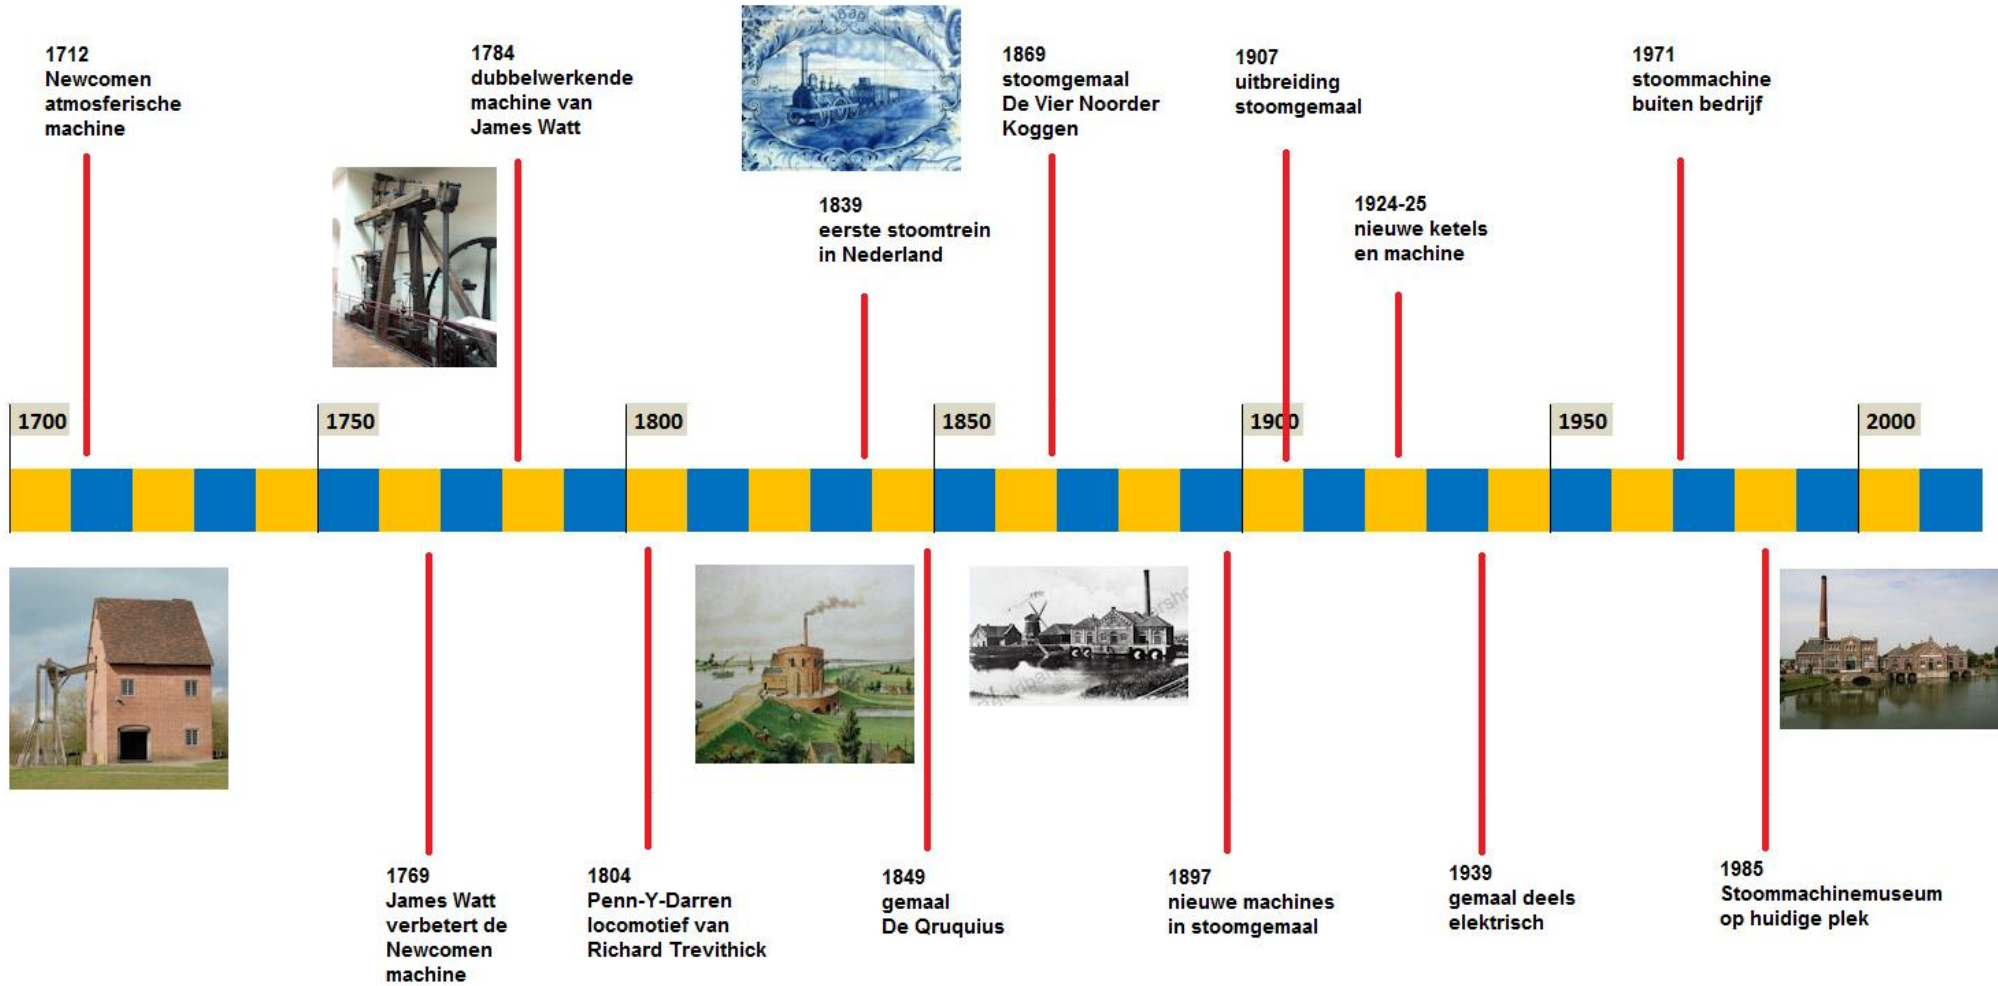 1712
Newcomen
atmosferische
machine
1784
dubbelwerkende
machine van
James Watt
1839
eerste stoomtrein
in Nederland
1869
stoomgemaal
De Vier Noorder
Koggen
1907
uitbreiding
stoomgemaal
1924-25
nieuwe ketels
en machine
1971
stoommachine
buiten bedrijf
1700
1750
1800
1850
1900
1950
2000
1769
James Watt
verbetert de
Newcomen
machine
1804
Penn-Y-Darren
locomotief van
Richard Trevithick
1849
gemaal
De Qruquius
1897
nieuwe machines
in stoomgemaal
1939
gemaal deels
elektrisch
1985
Stoommachinemuseum
op huidige plek